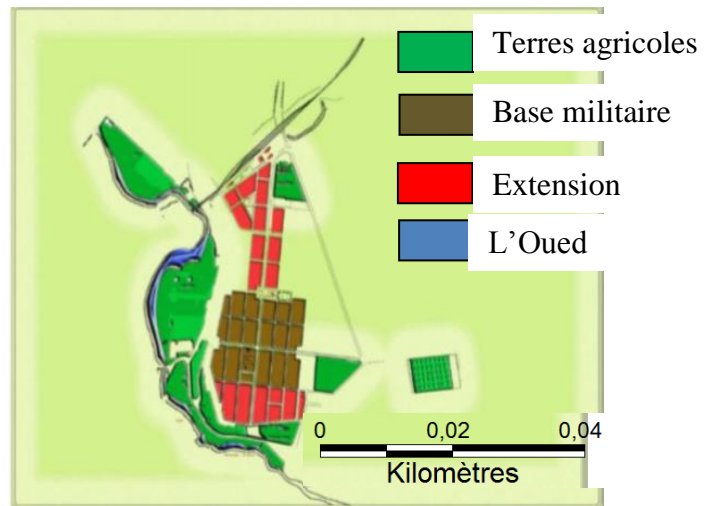 Terres agricoles
Base militaire
Extension
L’Oued
0 0,02 0,04
Kilomètres